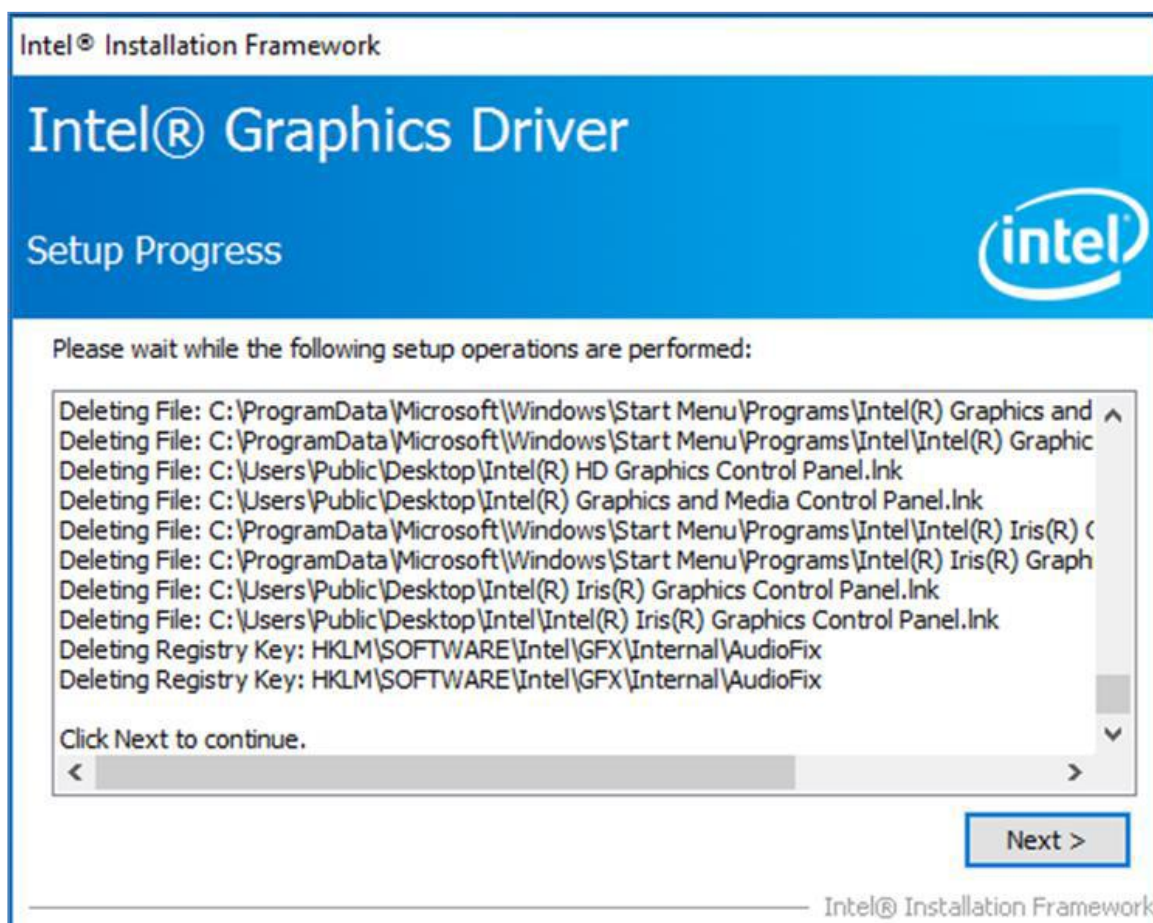 Intel® Installation Framework
Intel® Graphics Driver
intel
Setup Progress
Please wait while the following setup operations are performed:
Deleting File: C:\ProgramData\Microsoft\Windows\Start Menu\Programs\Intel(R) Graphics and
Deleting File: C:\ProgramData\Microsoft\Windows\Start Menu\Programs\Intel\Intel(R) Graphic
Deleting File: C:\Users\Public\Desktop\Intel(R) HD Graphics Control Panel.lnk
Deleting File: C:\Users\Public\Desktop\Intel(R) Graphics and Media Control Panel.lnk
Deleting File: C:\ProgramData\Microsoft\Windows\Start Menu\Programs\Intel\Intel(R) Iris(R) G
Deleting File: C:\ProgramData\Microsoft\Windows\Start Menu\Programs\Intel(R) Iris(R) Graphi
Deleting File: C:\Users\Public\Desktop\Intel(R) Iris(R) Graphics Control Panel.lnk
Deleting File: C:\Users\Public\Desktop\Intel\Intel(R) Iris(R) Graphics Control Panel.lnk
Deleting Registry Key: HKLM\SOFTWARE\Intel\GFX\Internal\AudioFix
Deleting Registry Key: HKLM\SOFTWARE\Intel\GFX\Internal\AudioFix
Click Next to continue.
Next >
Intel® Installation Framework